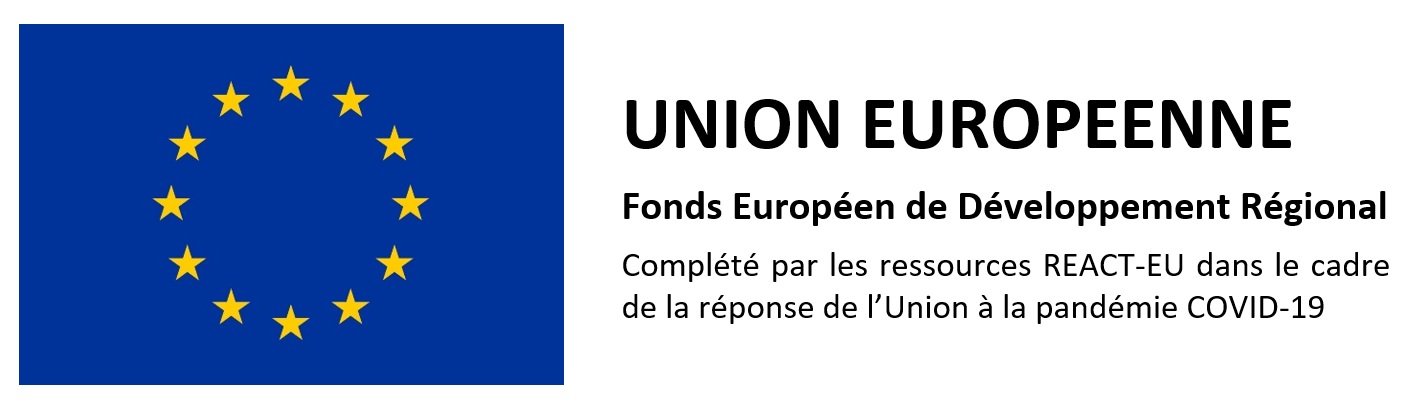 UNION EUROPEENNE
Fonds Européen de Développement Régional
Complété par les ressources REACT-EU dans le cadre
de la réponse de l’Union à la pandémie COVID-19